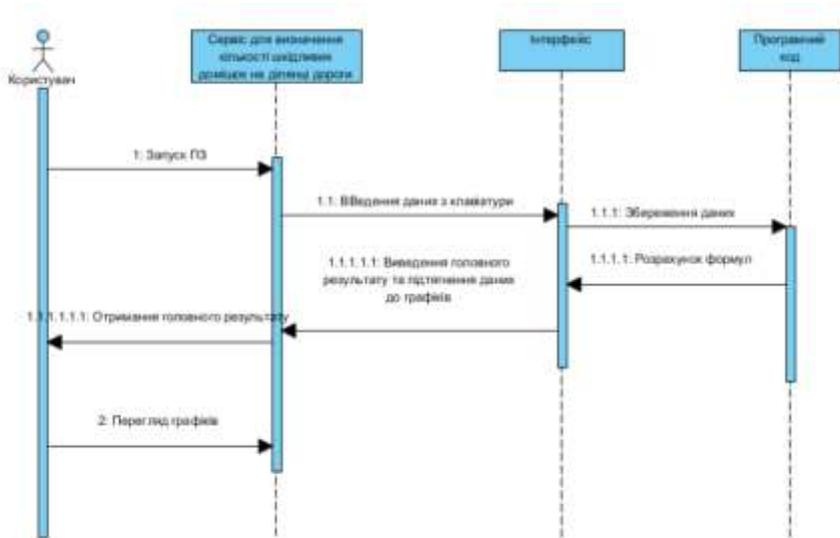 Користувач
Сервіс для визначення
кількості шкідливих
домішок на ділянці дороги
Інтерфейс
Програмний
код
1: Запуск ПЗ
1.1: ВВедення даних з клавіатури
1.1.1: Збереження даних
1.1.1.1: Розрахунок формул
1.1.1.1.1: Виведення головного
результату та підтягнення даних
до графіків
1.1.1.1.1.1: Отримання головного результату
2: Перегляд графіків